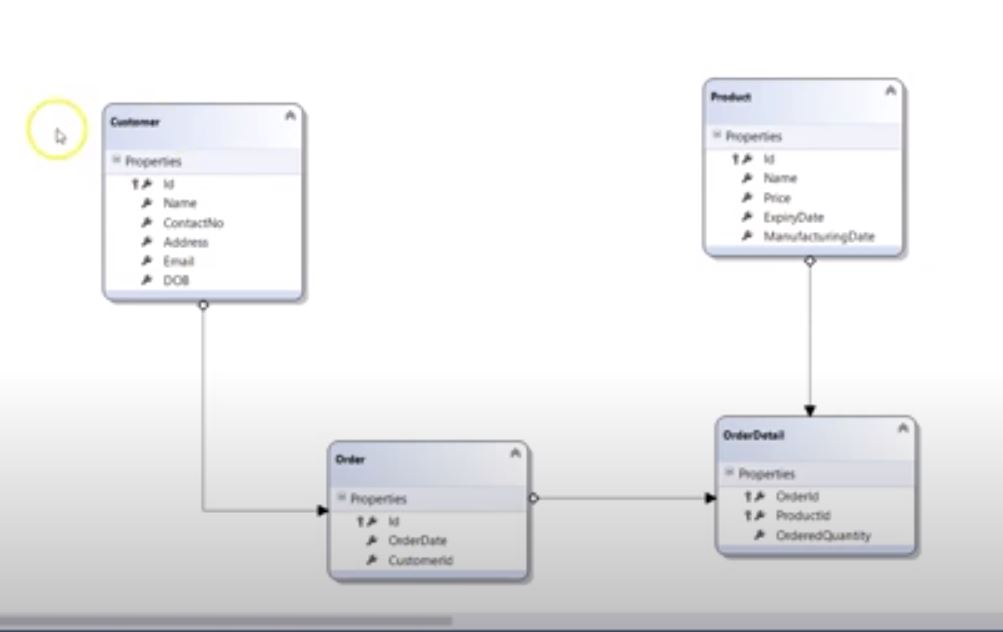 Customer
Properties
Id
Name
ContactNo
Address
Email
DOB
Product
Properties
Id
Name
Price
ExpiryDate
ManufacturingDate
Order
Properties
Id
OrderDate
CustomerId
OrderDetail
Properties
OrderId
ProductId
OrderedQuantity